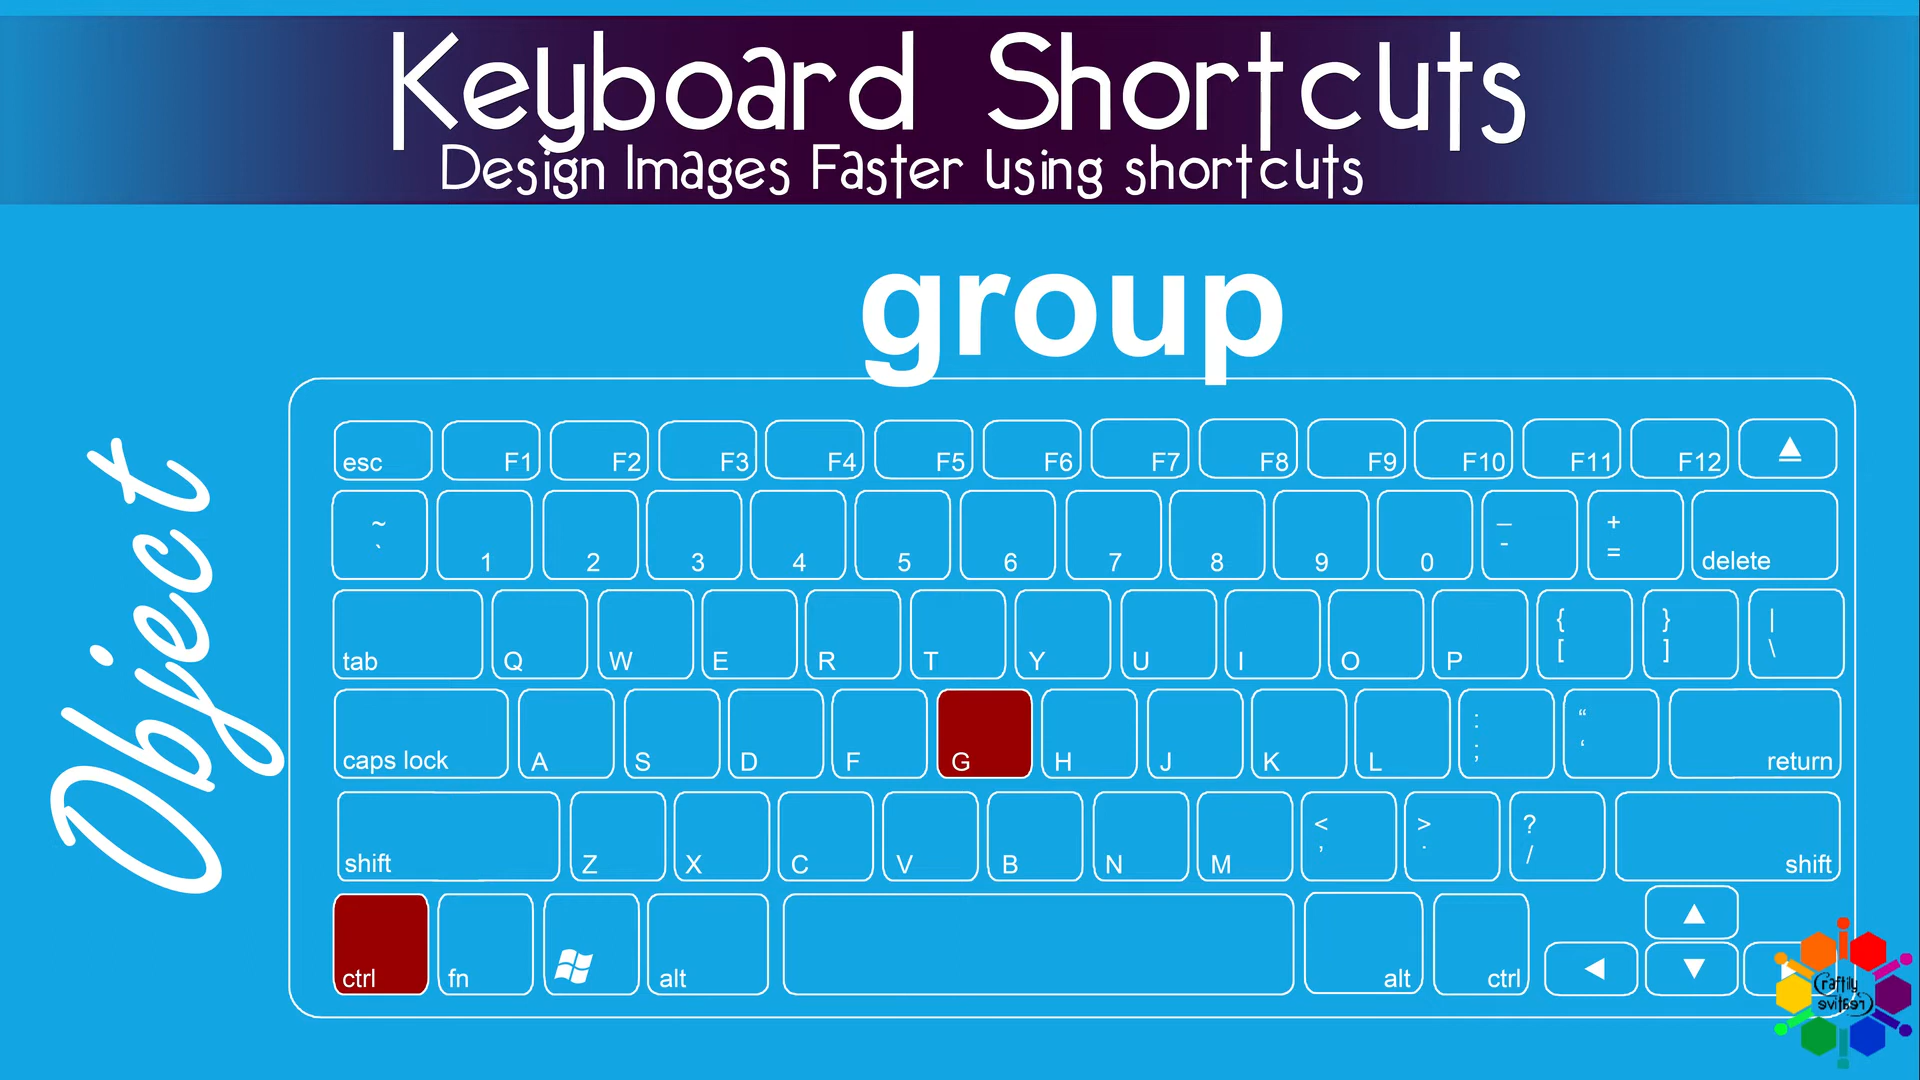 Keyboard Shortcuts
Design Images Faster using shortcuts
group
Object
esc F1 F2 F3 F4 F5 F6 F7 F8 F9 F10 F11 F12
~ ` 1 2 3 4 5 6 7 8 9 0 _ - + = delete
tab Q W E R T Y U I O P { [ } ] | \
caps lock A S D F G H J K L : ; “ ‘ return
shift Z X C V B N M < , > . ? / shift
ctrl fn alt alt ctrl
Craftily
Creative